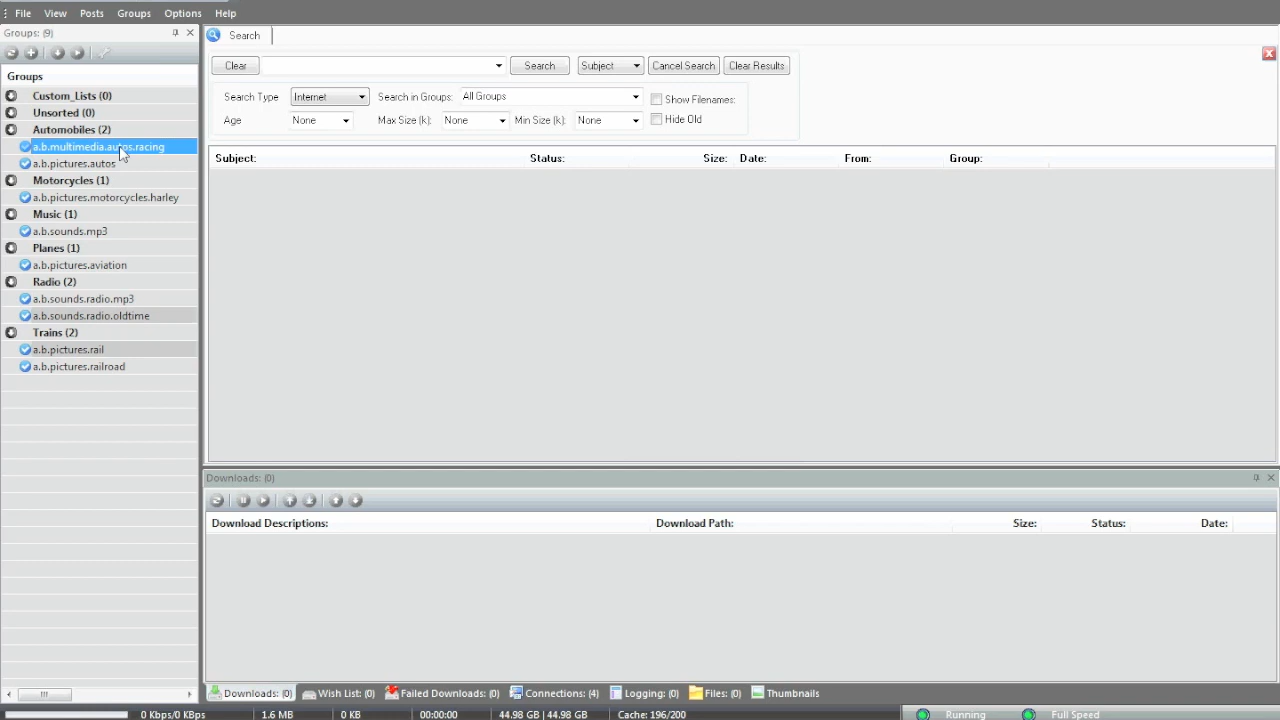 File View Posts Groups Options Help
Groups: (9)
Groups
Custom_Lists (0)
Unsorted (0)
Automobiles (2)
a.b.multimedia.autos.racing
a.b.pictures.autos
Motorcycles (1)
a.b.pictures.motorcycles.harley
Music (1)
a.b.sounds.mp3
Planes (1)
a.b.pictures.aviation
Radio (2)
a.b.sounds.radio.mp3
a.b.sounds.radio.oldtime
Trains (2)
a.b.pictures.rail
a.b.pictures.railroad
Search
Clear Search Subject Cancel Search Clear Results
Search Type Internet Search in Groups: All Groups Show Filenames:
Age None Max Size (k): None Min Size (k): None Hide Old
Subject: Status: Size: Date: From: Group:
Downloads: (0)
Download Descriptions: Download Path: Size: Status: Date:
Downloads: (0) Wish List: (0) Failed Downloads: (0) Connections: (4) Logging: (0) Files: (0) Thumbnails
0 Kbps/0 KBps 1.6 MB 0 KB 00:00:00 44.98 GB | 44.98 GB Cache: 196/200 Running Full Speed